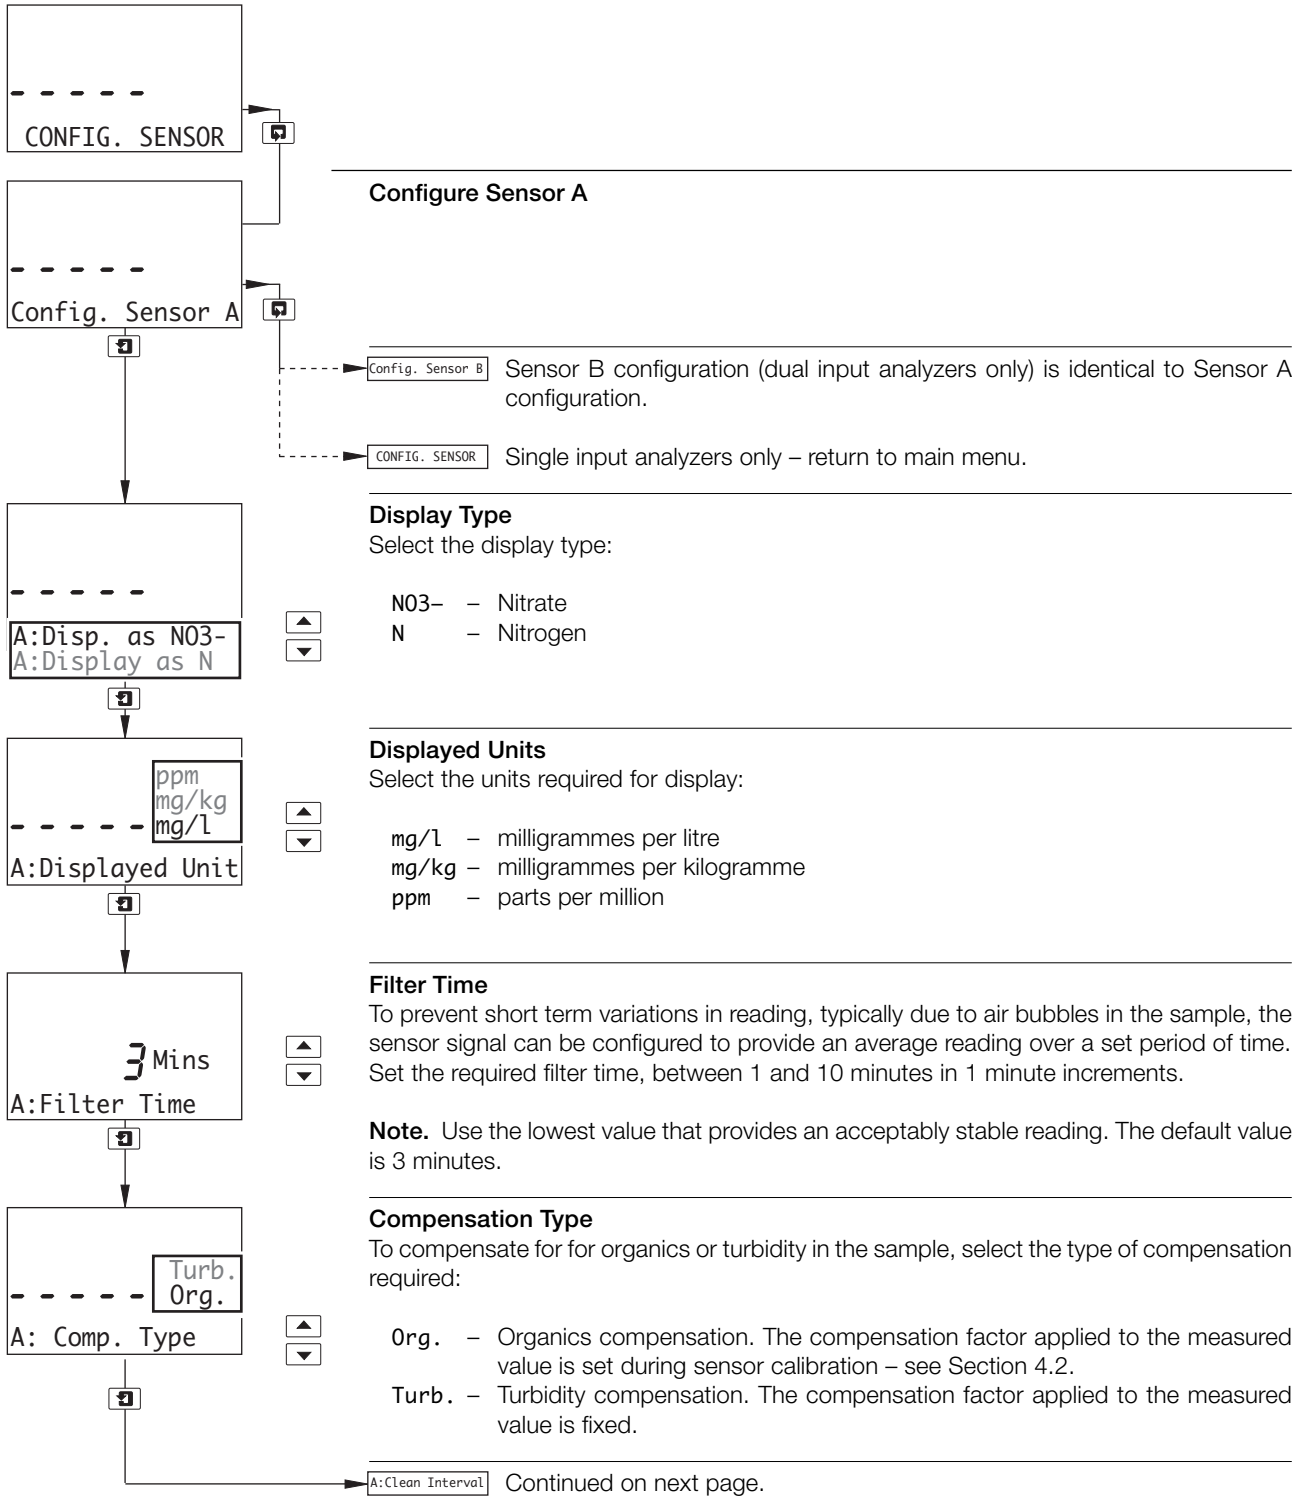 CONFIG. SENSOR
Configure Sensor A
Config. Sensor A
Config. Sensor B
Sensor B configuration (dual input analyzers only) is identical to Sensor A
configuration.
CONFIG. SENSOR
Single input analyzers only – return to main menu.
Display Type
Select the display type:
NO3– – Nitrate
N – Nitrogen
A:Disp. as NO3-
A:Display as N
Displayed Units
Select the units required for display:
ppm
mg/kg
mg/l
A:Displayed Unit
mg/l – milligrammes per litre
mg/kg – milligrammes per kilogramme
ppm – parts per million
Filter Time
To prevent short term variations in reading, typically due to air bubbles in the sample, the
sensor signal can be configured to provide an average reading over a set period of time.
Set the required filter time, between 1 and 10 minutes in 1 minute increments.
3 Mins
A:Filter Time
Note. Use the lowest value that provides an acceptably stable reading. The default value
is 3 minutes.
Compensation Type
To compensate for for organics or turbidity in the sample, select the type of compensation
required:
Turb.
Org.
A: Comp. Type
Org. – Organics compensation. The compensation factor applied to the measured
value is set during sensor calibration – see Section 4.2.
Turb. – Turbidity compensation. The compensation factor applied to the measured
value is fixed.
A:Clean Interval
Continued on next page.